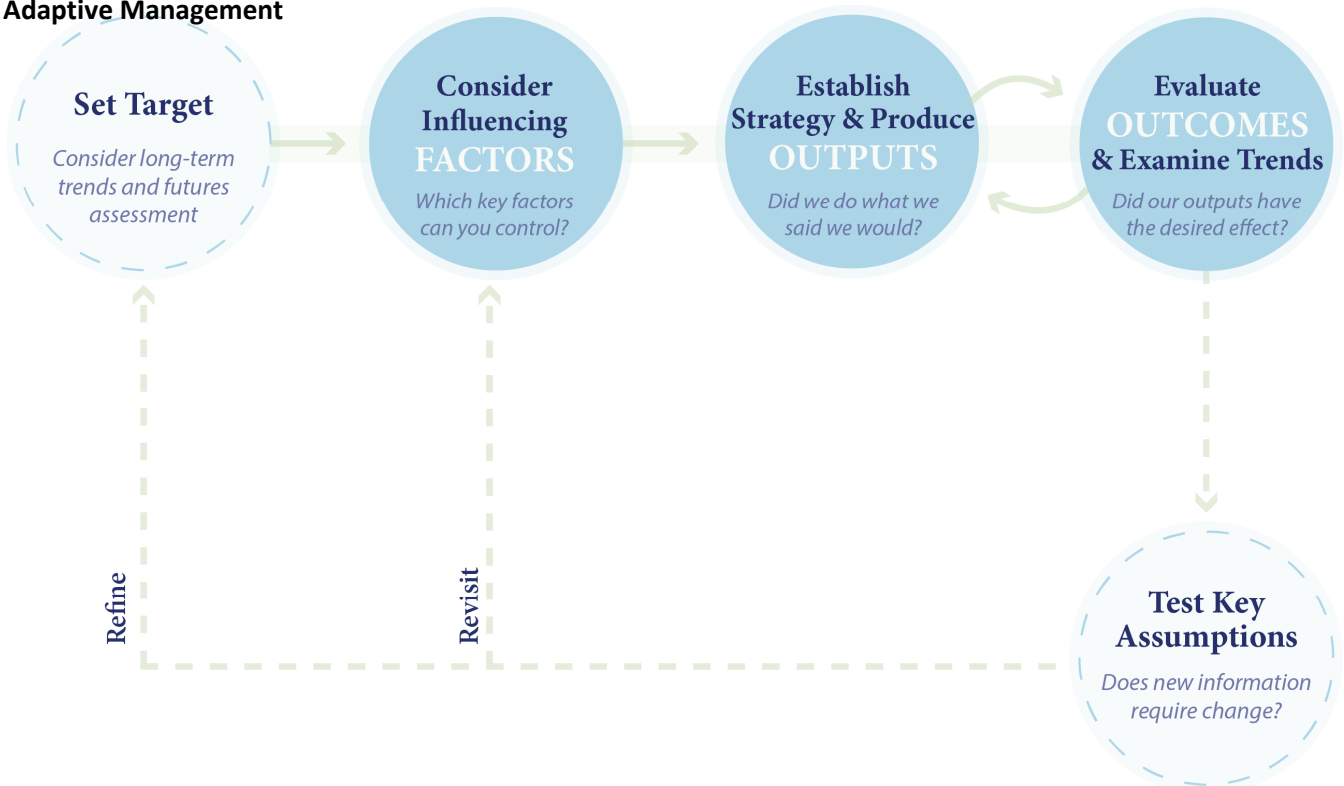 Adaptive Management
Set Target
Consider long-term
trends and futures
assessment
Consider
Influencing
FACTORS
Which key factors
can you control?
Establish
Strategy & Produce
OUTPUTS
Did we do what we
said we would?
Evaluate
OUTCOMES
& Examine Trends
Did our outputs have
the desired effect?
Refine
Revisit
Test Key
Assumptions
Does new information
require change?